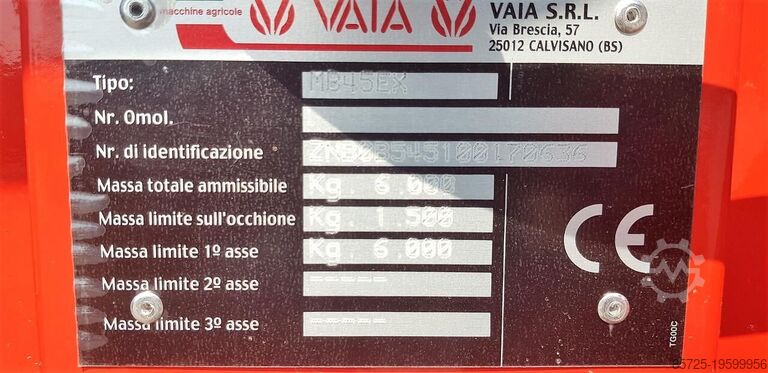 macchine agricole VAIA VAIA S.R.L.
Via Brescia, 57
25012 CALVISANO (BS)
Tipo: MB45EX
Nr. Omol.
Nr. di identificazione
Massa totale ammissibile Kg. 6.000
Massa limite sull'occhione Kg. 1.500
Massa limite 1º asse Kg. 6.000
Massa limite 2º asse ----- ---
Massa limite 3º asse
CE
TG00C
85725-19599956